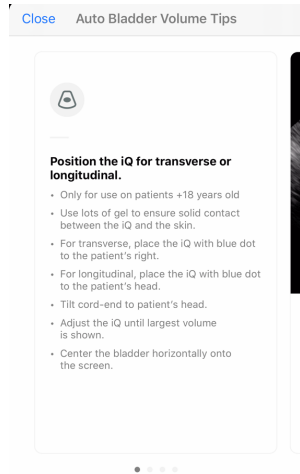 Close Auto Bladder Volume Tips
Position the iQ for transverse or
longitudinal.
• Only for use on patients +18 years old
• Use lots of gel to ensure solid contact
between the iQ and the skin.
• For transverse, place the iQ with blue dot
to the patient's right.
• For longitudinal, place the iQ with blue dot
to the patient's head.
• Tilt cord-end to patient's head.
• Adjust the iQ until largest volume
is shown.
• Center the bladder horizontally onto
the screen.